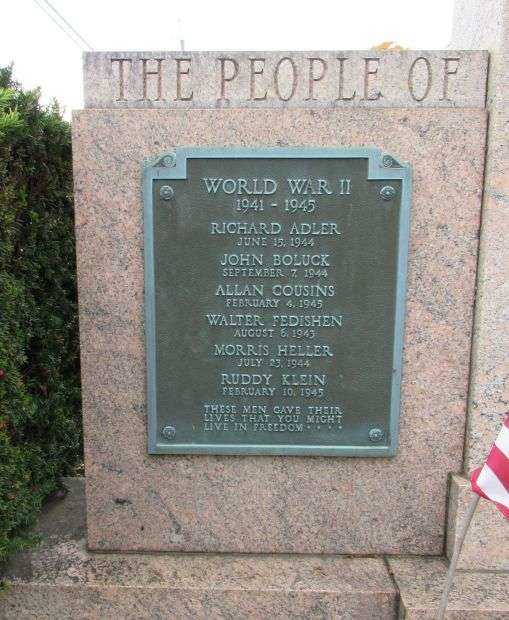 THE PEOPLE OF
WORLD WAR II
1941 - 1945
RICHARD ADLER
JUNE 15, 1944
JOHN BOLUCK
SEPTEMBER 7, 1944
ALLAN COUSINS
FEBRUARY 4, 1945
WALTER FEDISHEN
AUGUST 6, 1943
MORRIS HELLER
JULY 23, 1944
RUDDY KLEIN
FEBRUARY 10, 1945
THESE MEN GAVE THEIR
LIVES THAT YOU MIGHT
LIVE IN FREEDOM · · · ·